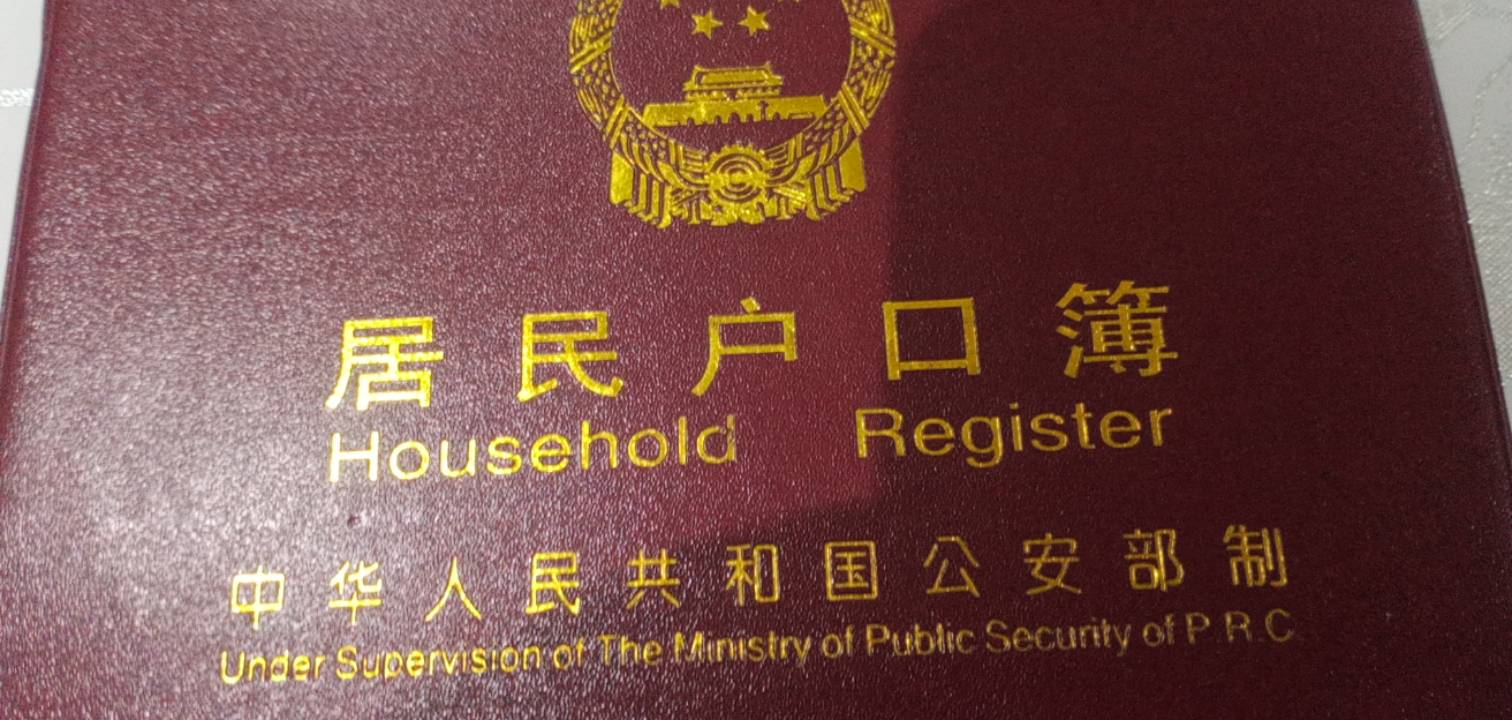 居民户口簿
Household Register
中华人民共和国公安部制
Under Supervision of The Ministry of Public Security of P R C